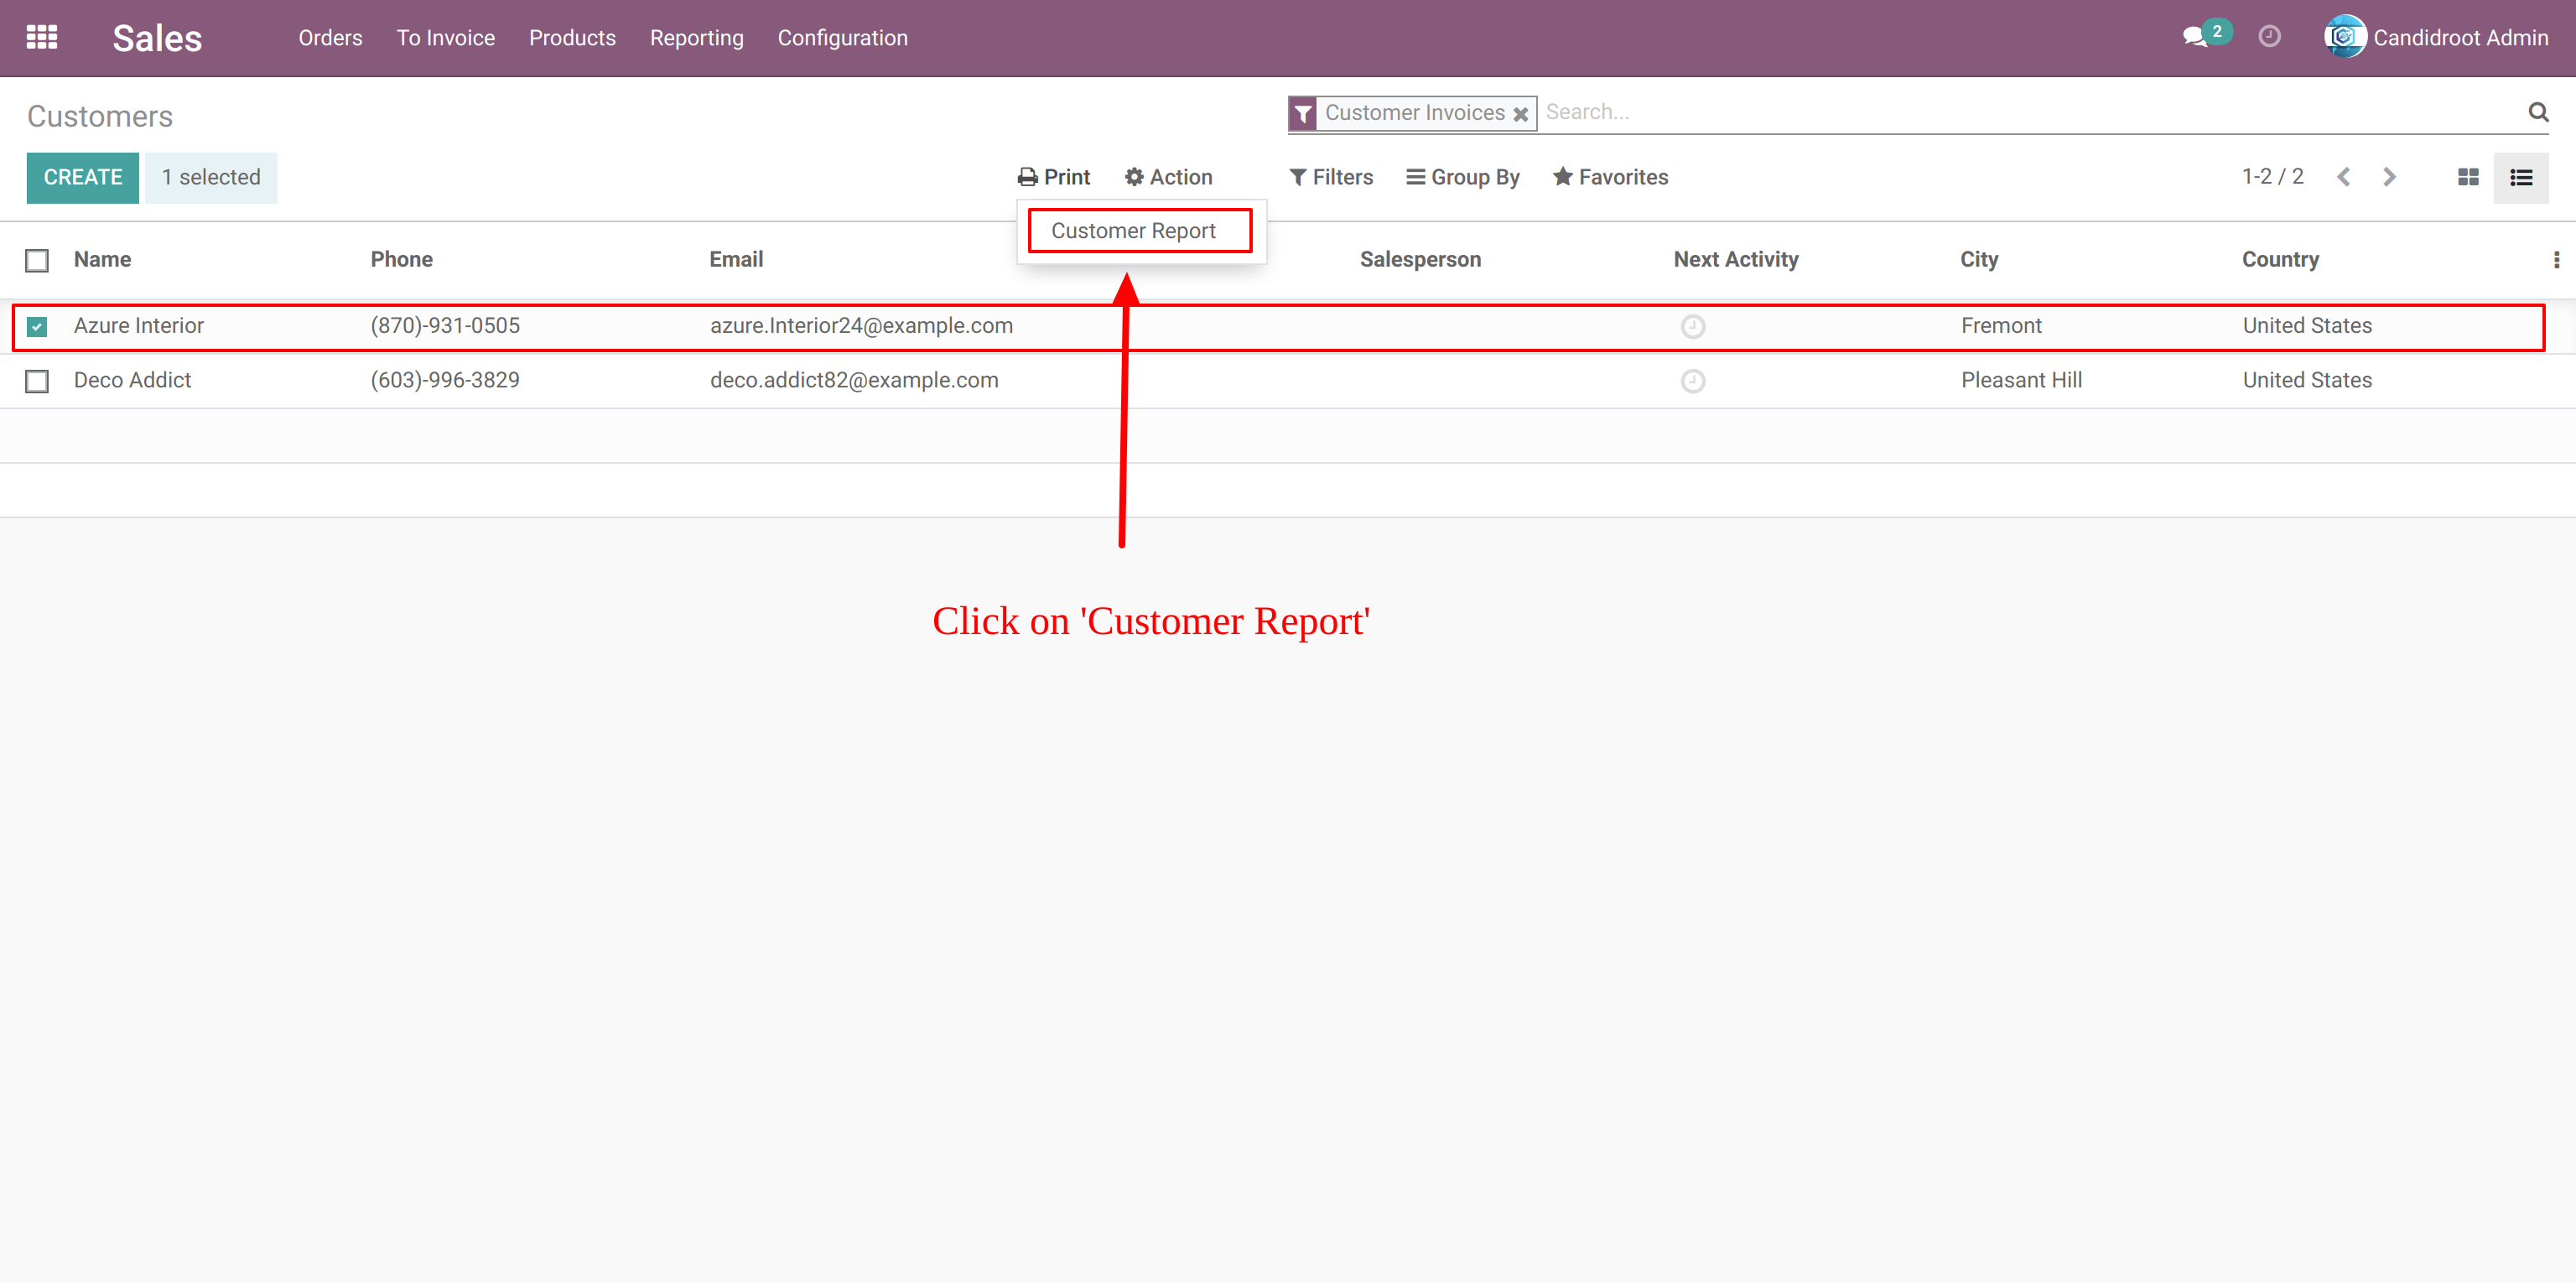 Sales Orders To Invoice Products Reporting Configuration 2 Candidroot Admin
Customers Customer Invoices Search...
CREATE 1 selected Print Action Filters Group By Favorites 1-2 / 2
Customer Report
Name Phone Email Salesperson Next Activity City Country
Azure Interior (870)-931-0505 azure.Interior24@example.com Fremont United States
Deco Addict (603)-996-3829 deco.addict82@example.com Pleasant Hill United States
Click on 'Customer Report'